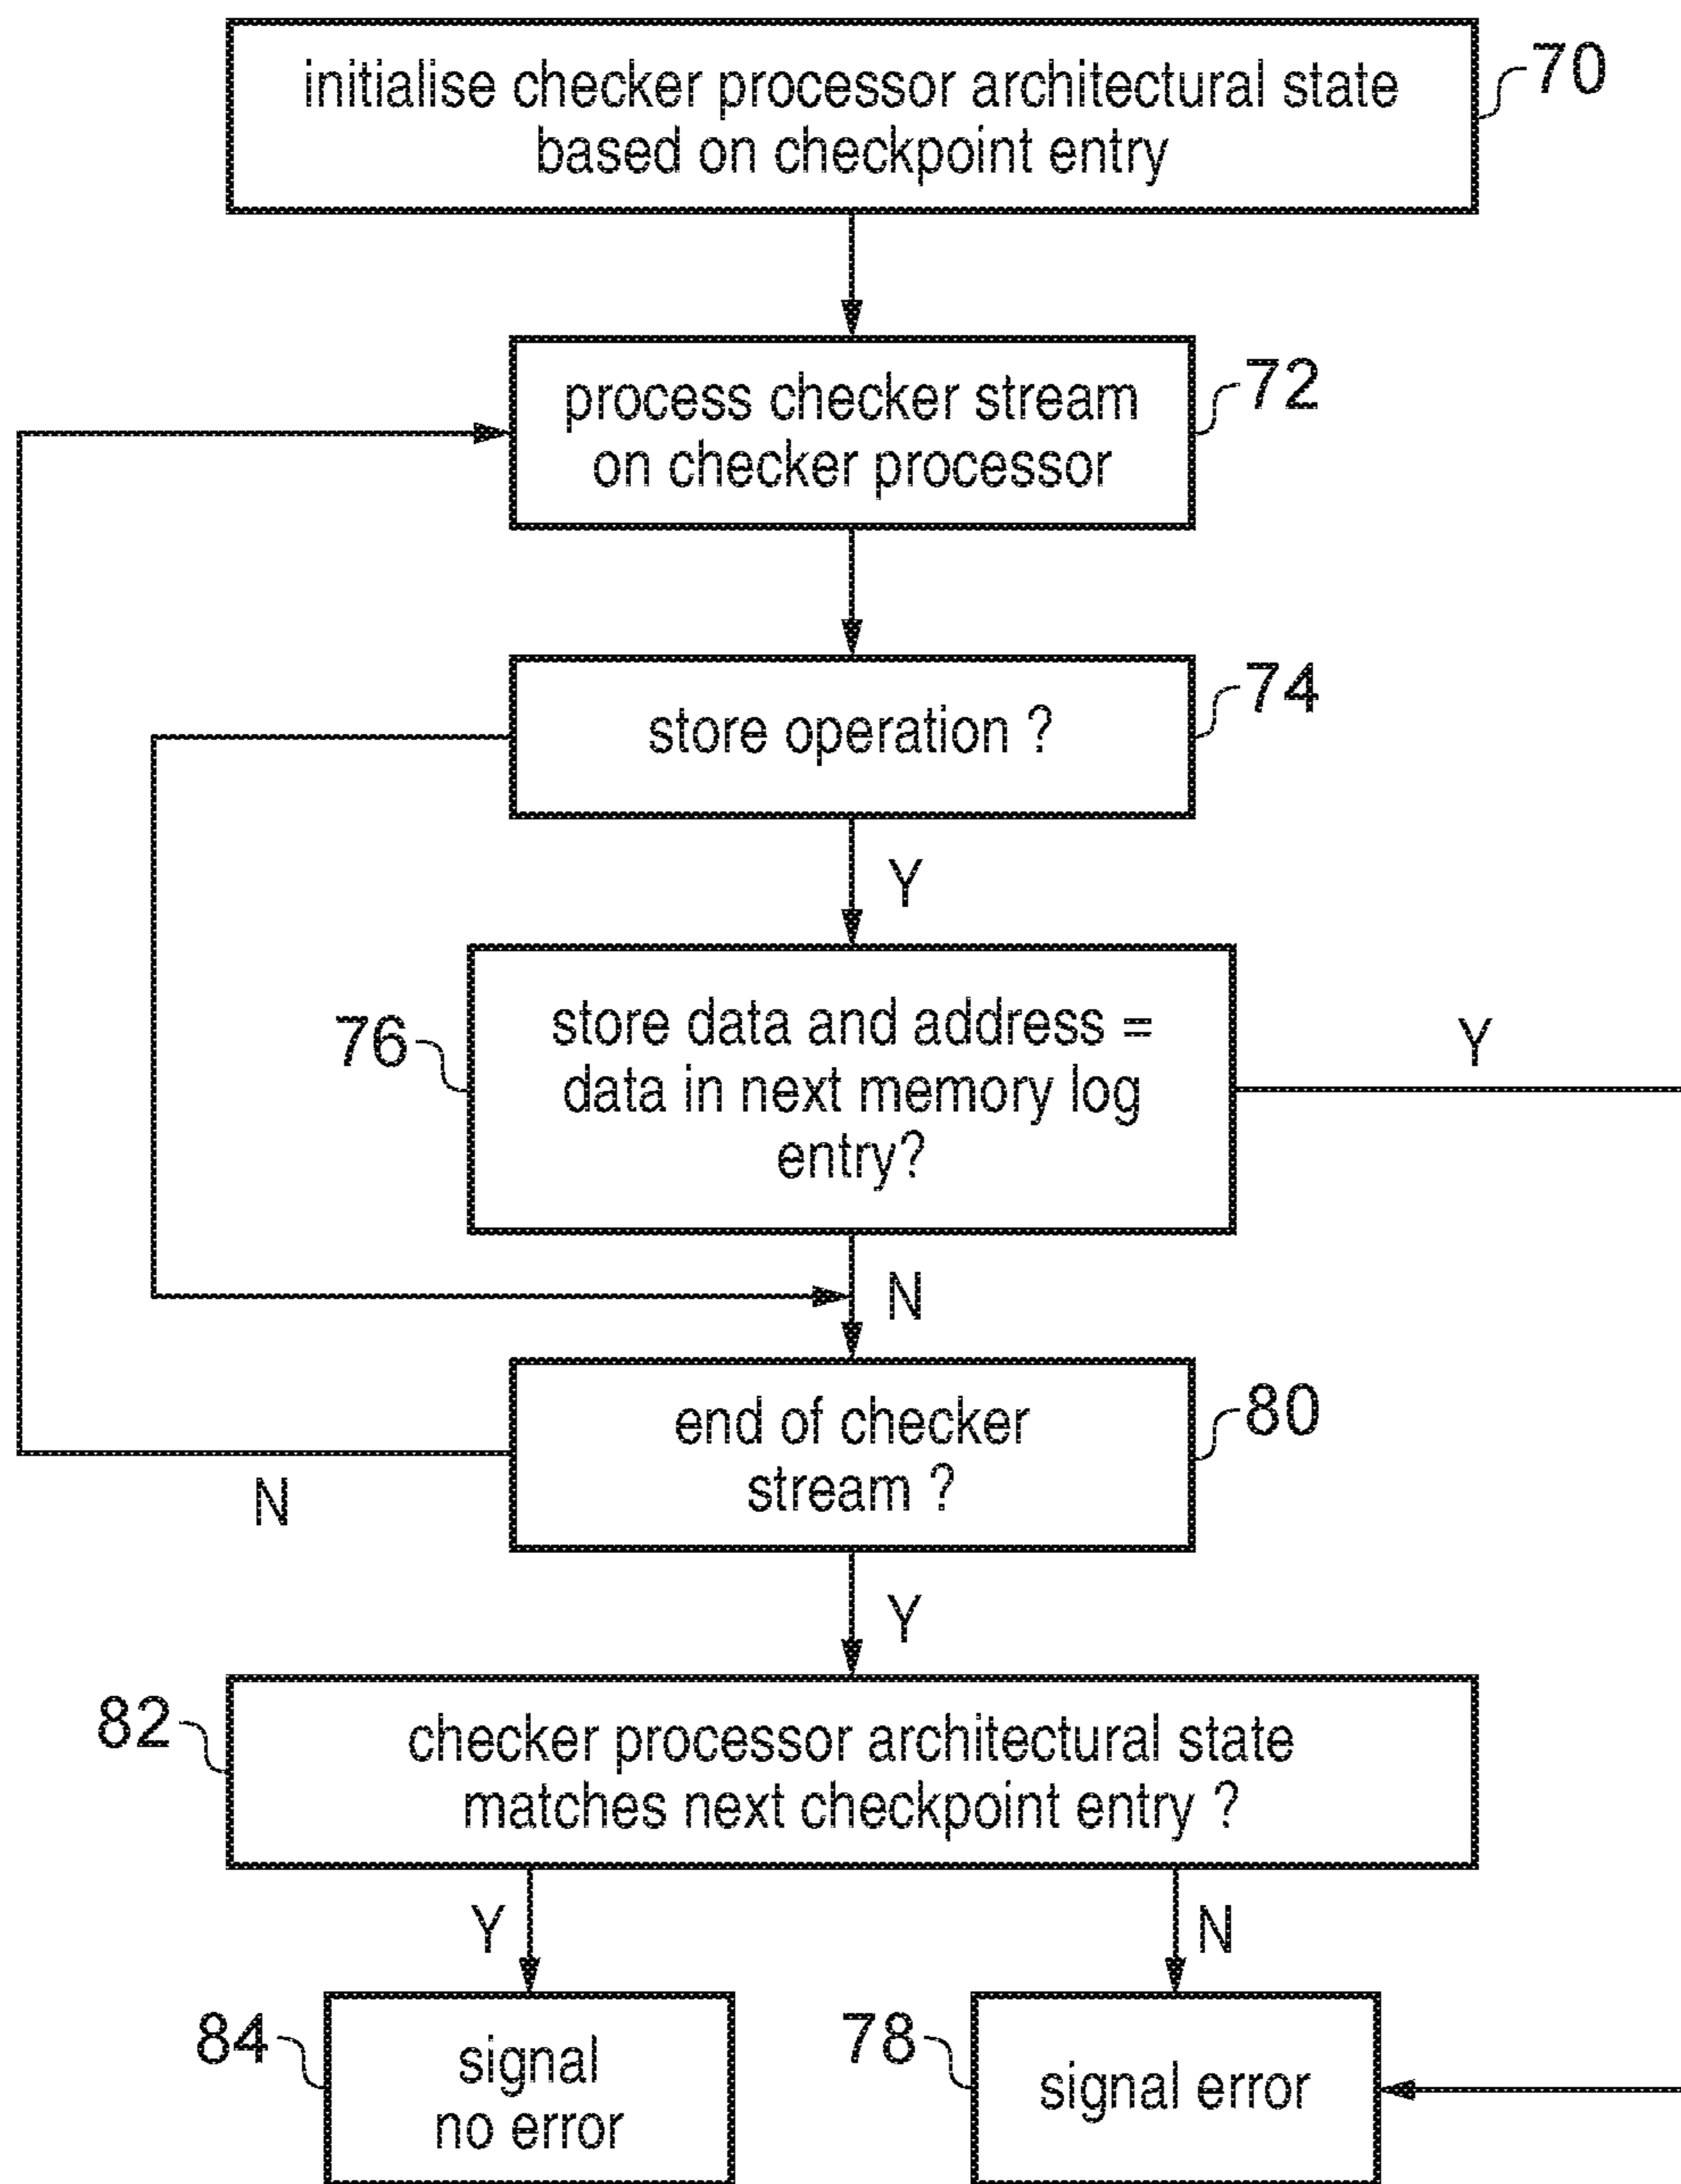 initialise checker processor architectural state
based on checkpoint entry
70
process checker stream
on checker processor
72
store operation ?
74
Y
76
store data and address =
data in next memory log
entry?
Y
N
end of checker
stream ?
80
N
Y
82
checker processor architectural state
matches next checkpoint entry ?
Y
N
84
signal
no error
78
signal error